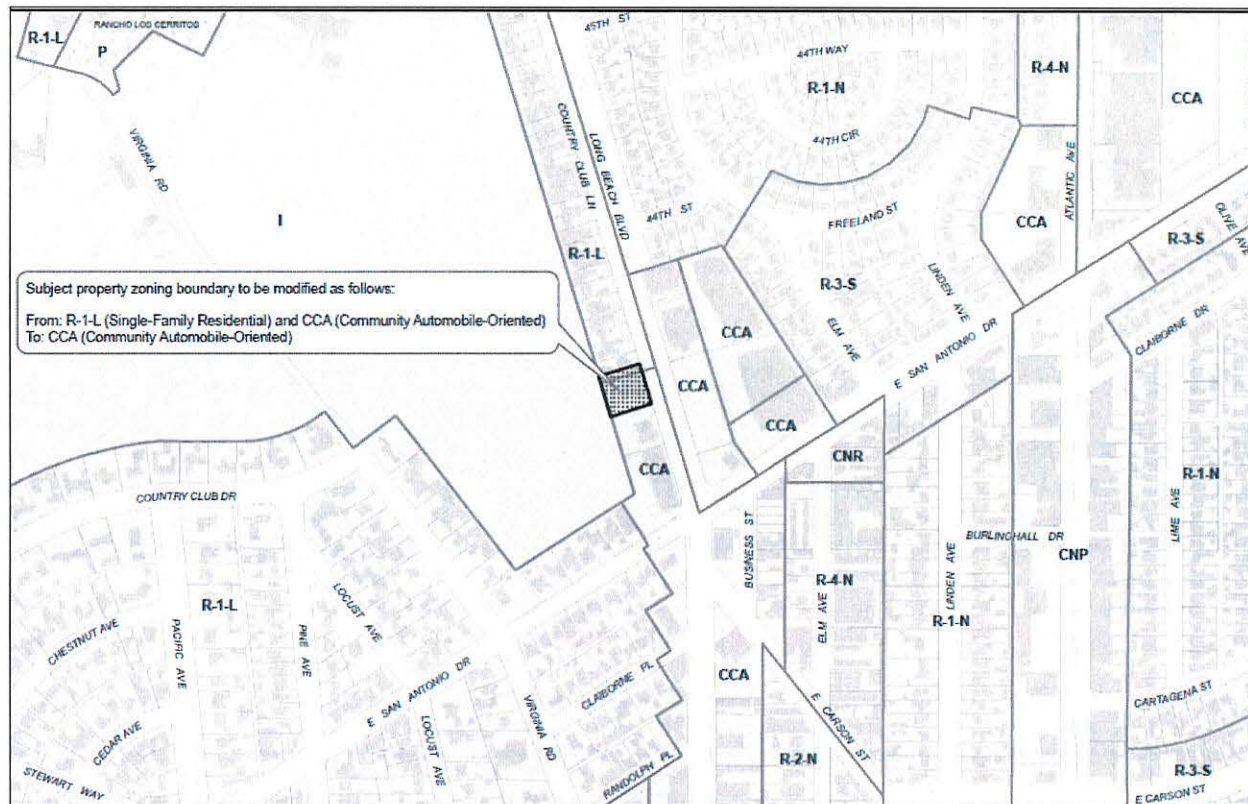 RANCHO LOS CERRITOS
R-1-L
P
45TH ST
44TH WAY
R-1-N
R-4-N
CCA
VIRGINIA RD
COUNTRY CLUB LN
LONG BEACH BLVD
44TH CIR
ATLANTIC AVE
I
44TH ST
FREELAND ST
CCA
OLIVE AVE
R-3-S
R-1-L
Subject property zoning boundary to be modified as follows:
From: R-1-L (Single-Family Residential) and CCA (Community Automobile-Oriented)
To: CCA (Community Automobile-Oriented)
R-3-S
LINDEN AVE
CLAIBORNE DR
CCA
ELM AVE
E SAN ANTONIO DR
CCA
CCA
CCA
CNR
R-1-N
COUNTRY CLUB DR
BUSINESS ST
LINDEN AVE
BURLINGHALL DR
CNP
LIME AVE
R-4-N
ELM AVE
R-1-N
R-1-L
LOCUST AVE
CHESTNUT AVE
PACIFIC AVE
PINE AVE
E SAN ANTONIO DR
CLAIBORNE PL
VIRGINIA RD
CCA
E CARSON ST
CARTAGENA ST
CEDAR AVE
LOCUST AVE
R-2-N
R-3-S
STEWART WAY
RANDOLPH PL
E CARSON ST